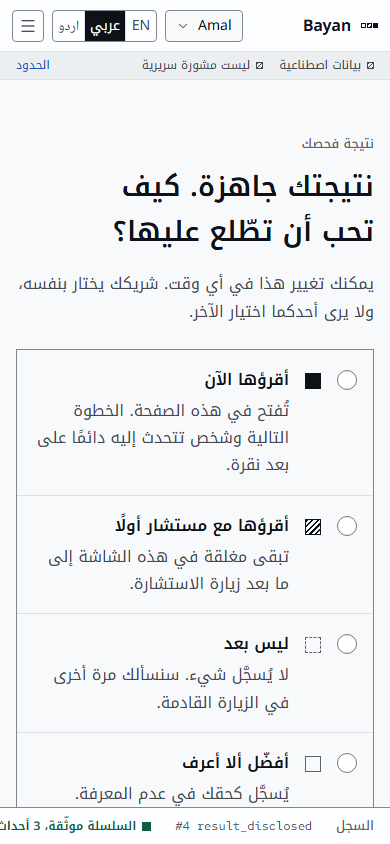 Bayan
Amal
EN
عربي
اردو
بيانات اصطناعية
ليست مشورة سريرية
الحدود
نتيجة فحصك
نتيجتك جاهزة. كيف
تحب أن تطّلع عليها؟
يمكنك تغيير هذا في أي وقت. شريكك يختار بنفسه،
ولا يرى أحدكما اختيار الآخر.
أقرؤها الآن
تُفتح في هذه الصفحة. الخطوة
التالية وشخص تتحدث إليه دائمًا على
بعد نقرة.
أقرؤها مع مستشار أولًا
تبقى مغلقة في هذه الشاشة إلى
ما بعد زيارة الاستشارة.
ليس بعد
لا يُسجَّل شيء. سنسألك مرة أخرى
في الزيارة القادمة.
أفضّل ألا أعرف
يُسجَّل كحقك في عدم المعرفة.
السجل
#4 result_disclosed
السلسلة موثّقة، 3 أحداث